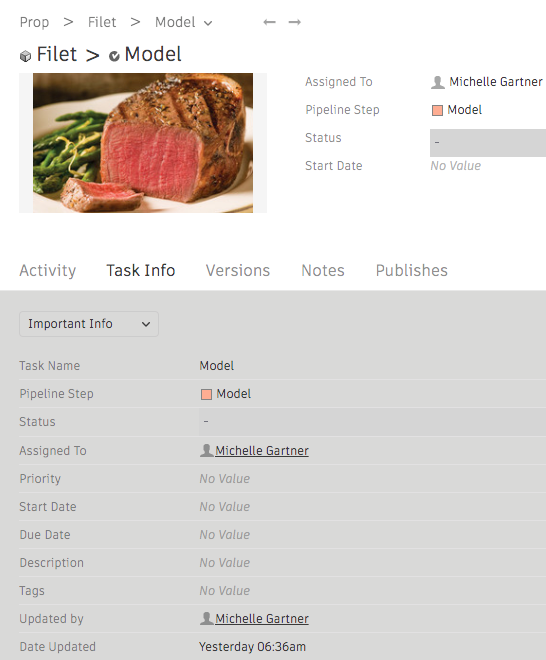 Prop > Filet > Model
Filet > Model
Assigned To Michelle Gartner
Pipeline Step Model
Status -
Start Date No Value
Activity Task Info Versions Notes Publishes
Important Info
Task Name Model
Pipeline Step Model
Status -
Assigned To Michelle Gartner
Priority No Value
Start Date No Value
Due Date No Value
Description No Value
Tags No Value
Updated by Michelle Gartner
Date Updated Yesterday 06:36am